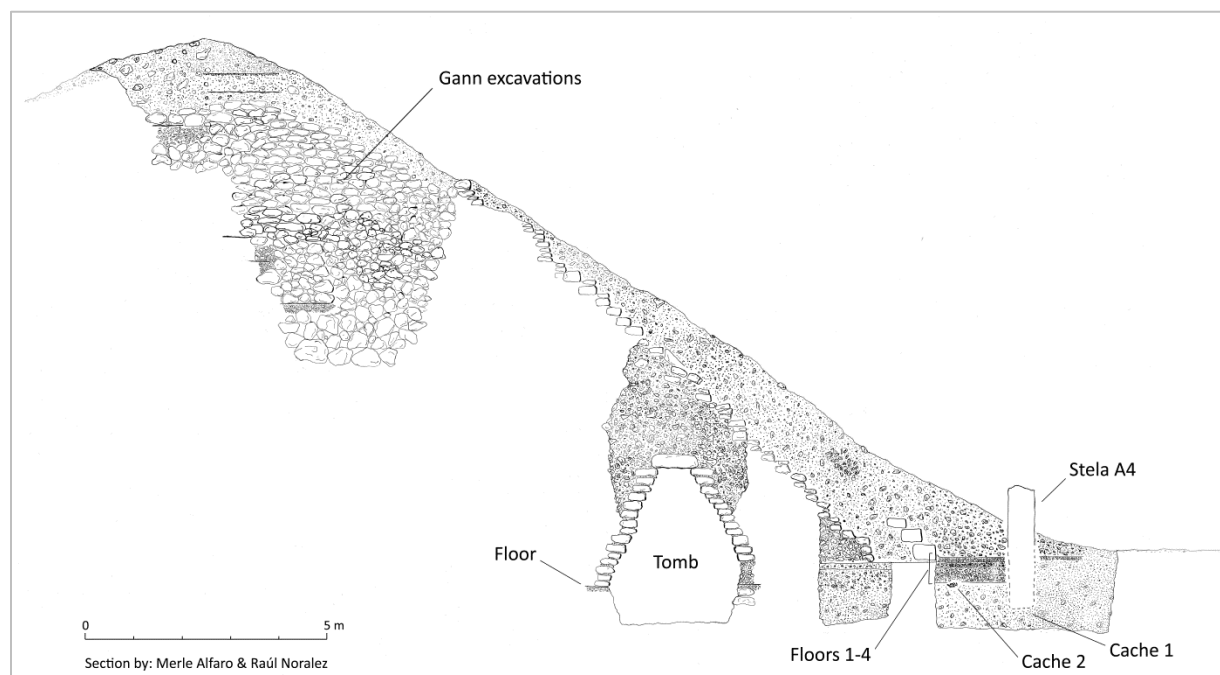 Gann excavations
Stela A4
Floor
Tomb
0
5 m
Floors 1-4
Cache 1
Cache 2
Section by: Merle Alfaro & Raúl Noralez